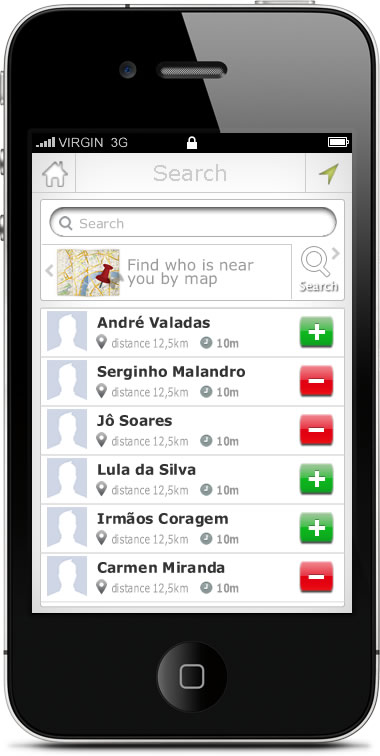 VIRGIN 3G
Search
Search
Find who is near
you by map
Search
André Valadas
distance 12,5km 10m
Serginho Malandro
distance 12,5km 10m
Jô Soares
distance 12,5km 10m
Lula da Silva
distance 12,5km 10m
Irmãos Coragem
distance 12,5km 10m
Carmen Miranda
distance 12,5km 10m